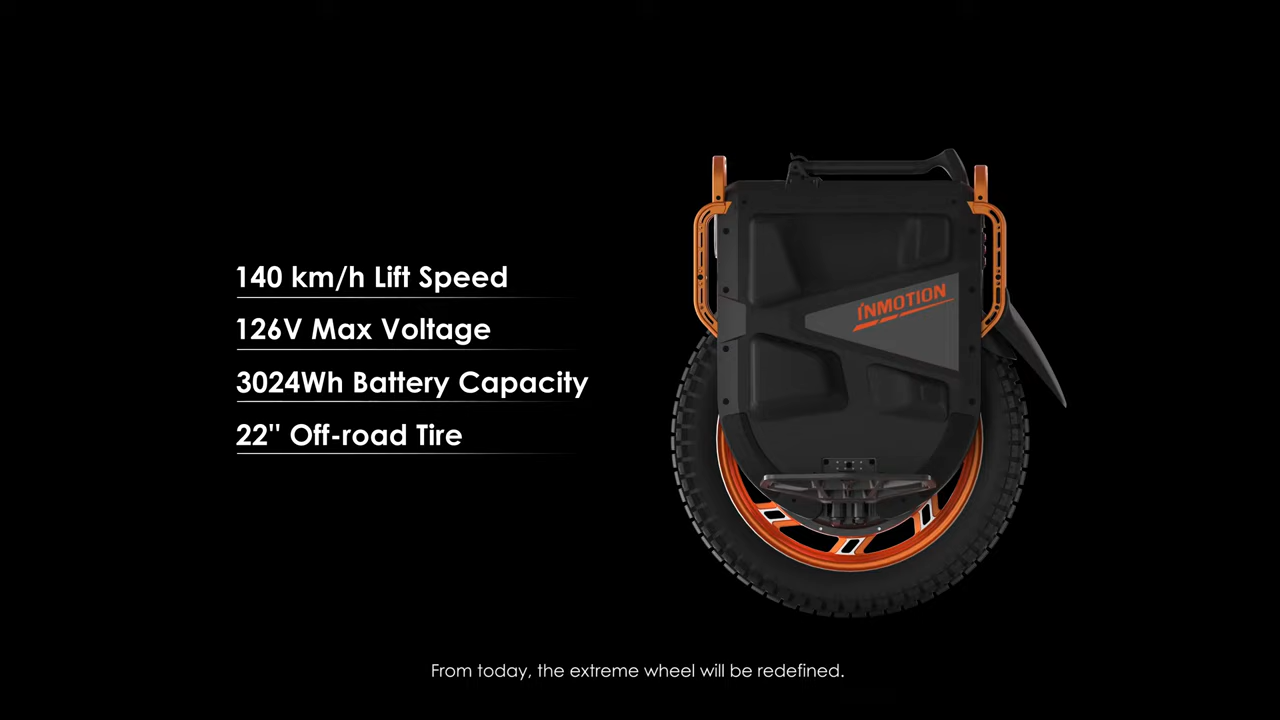 140 km/h Lift Speed
126V Max Voltage
3024Wh Battery Capacity
22" Off-road Tire
INMOTION
From today, the extreme wheel will be redefined.